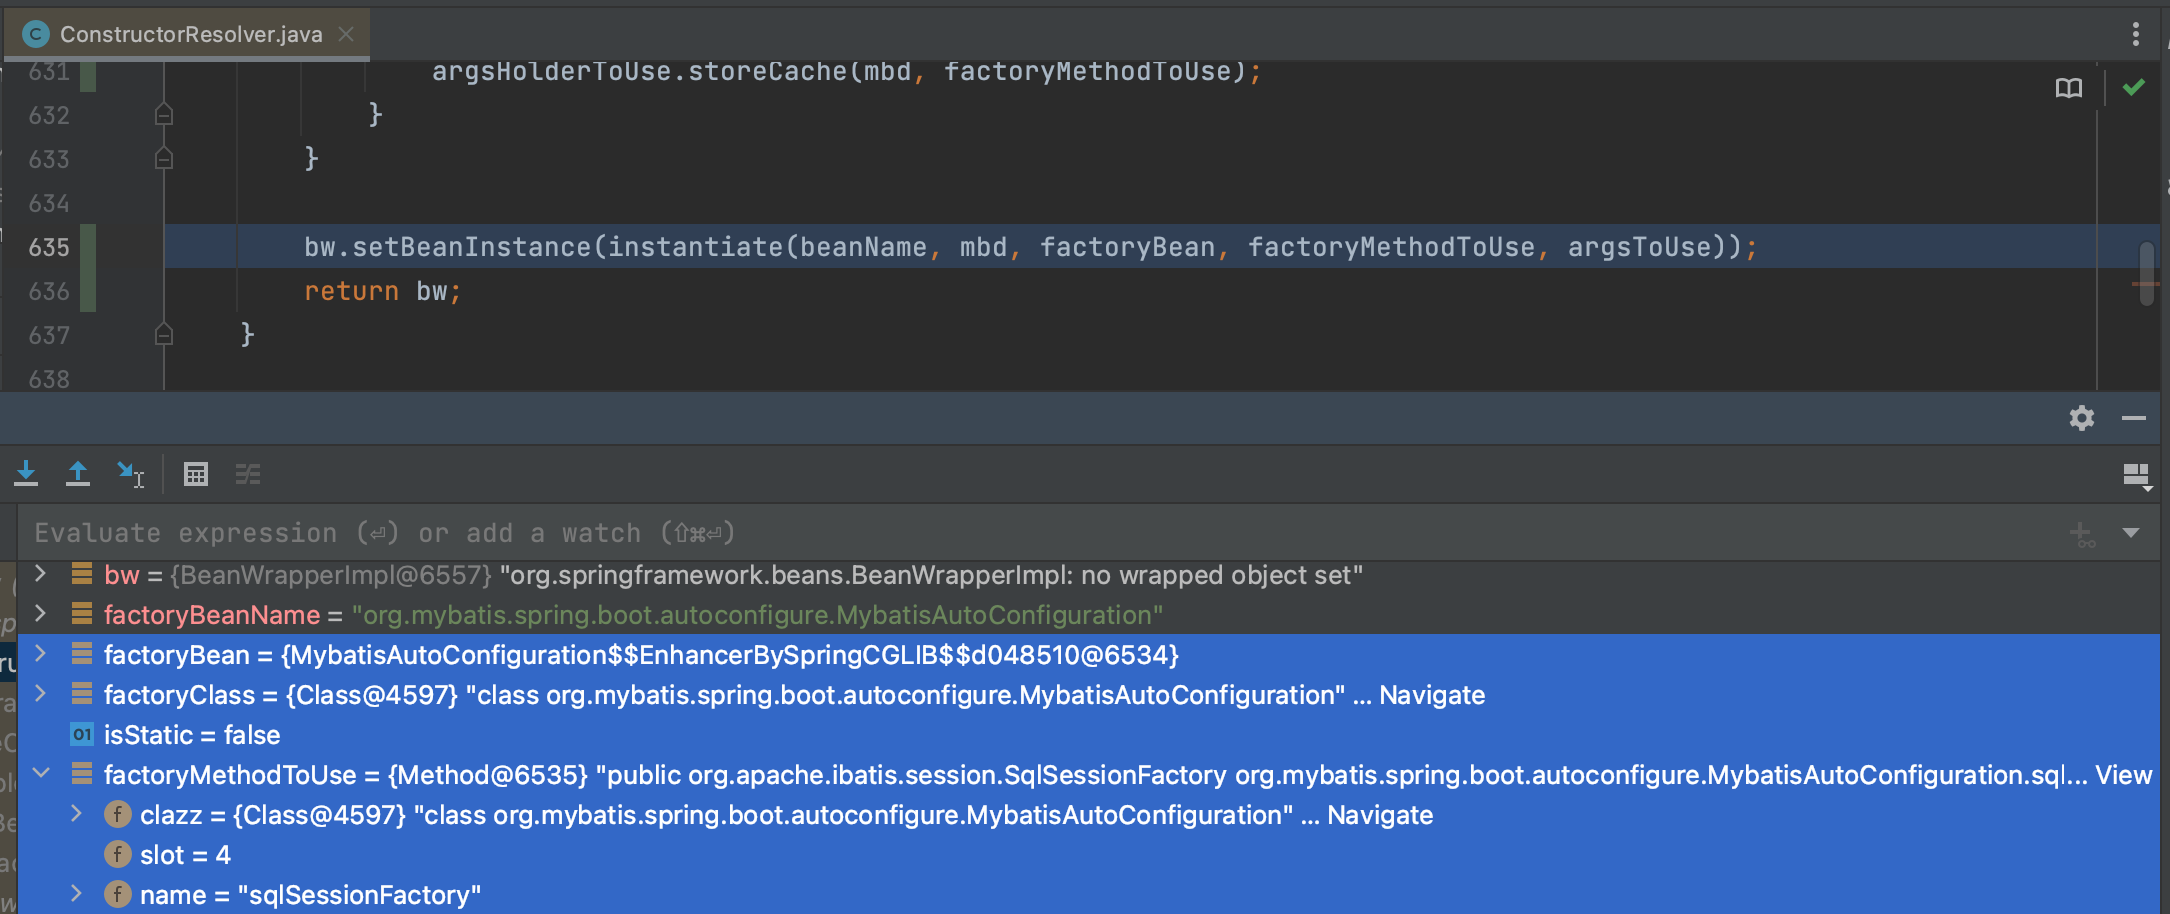 ConstructorResolver.java
631 argsHolderToUse.storeCache(mbd, factoryMethodToUse);
632 }
633 }
634
635 bw.setBeanInstance(instantiate(beanName, mbd, factoryBean, factoryMethodToUse, argsToUse));
636 return bw;
637 }
638
Evaluate expression (⏎) or add a watch (⇧⌘⏎)
bw = {BeanWrapperImpl@6557} "org.springframework.beans.BeanWrapperImpl: no wrapped object set"
factoryBeanName = "org.mybatis.spring.boot.autoconfigure.MybatisAutoConfiguration"
factoryBean = {MybatisAutoConfiguration$$EnhancerBySpringCGLIB$$d048510@6534}
factoryClass = {Class@4597} "class org.mybatis.spring.boot.autoconfigure.MybatisAutoConfiguration" ... Navigate
01 isStatic = false
factoryMethodToUse = {Method@6535} "public org.apache.ibatis.session.SqlSessionFactory org.mybatis.spring.boot.autoconfigure.MybatisAutoConfiguration.sql... View
f clazz = {Class@4597} "class org.mybatis.spring.boot.autoconfigure.MybatisAutoConfiguration" ... Navigate
f slot = 4
f name = "sqlSessionFactory"